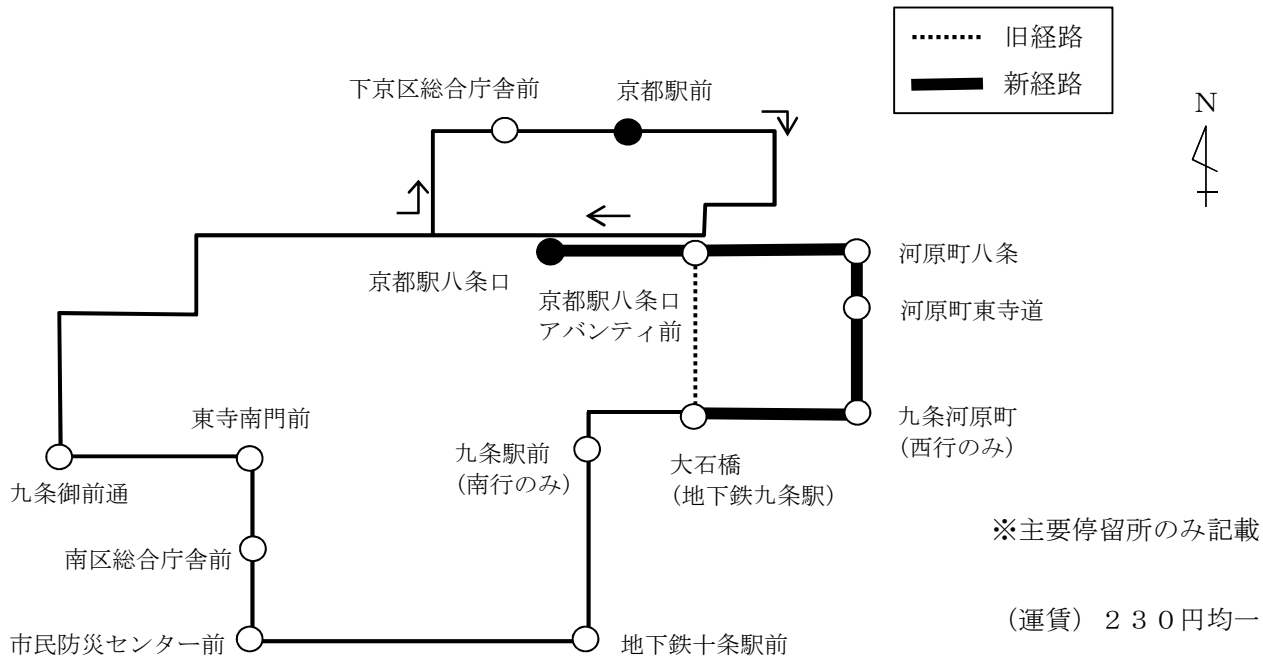 旧経路
新経路
N
下京区総合庁舎前
京都駅前
京都駅八条口
京都駅八条口
アバンティ前
河原町八条
河原町東寺道
九条河原町
(西行のみ)
東寺南門前
九条駅前
(南行のみ)
大石橋
(地下鉄九条駅)
九条御前通
南区総合庁舎前
市民防災センター前
地下鉄十条駅前
※主要停留所のみ記載
(運賃) 230円均一